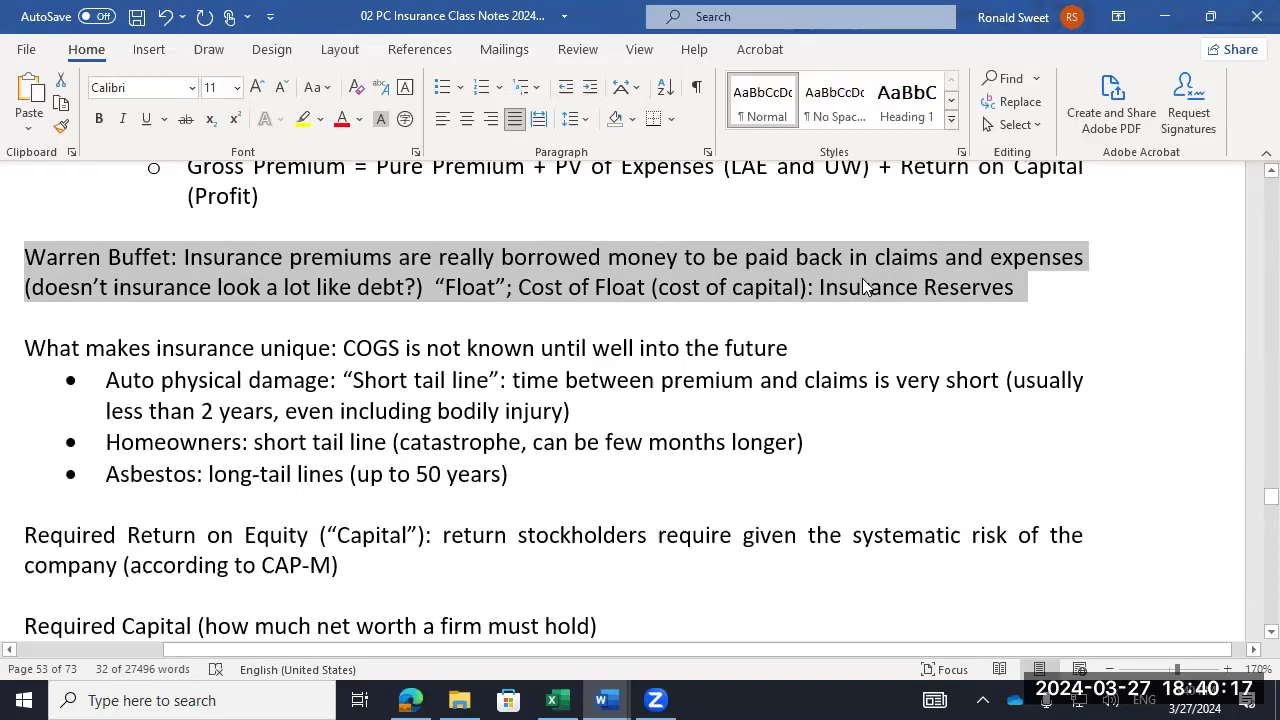 AutoSave Off 02 PC Insurance Class Notes 2024... Search Ronald Sweet RS
File Home Insert Draw Design Layout References Mailings Review View Help Acrobat Share
Calibri 11 Aa AaBbCcDc AaBbCcDc AaBbC Find
Replace
Paste B I U ab x₂ x² A ¶ Normal ¶ No Spac... Heading 1 Select Create and Share Adobe PDF Request Signatures
Clipboard Font Paragraph Styles Editing Adobe Acrobat
o Gross Premium = Pure Premium + PV of Expenses (LAE and UW) + Return on Capital
(Profit)
Warren Buffet: Insurance premiums are really borrowed money to be paid back in claims and expenses
(doesn’t insurance look a lot like debt?) “Float”; Cost of Float (cost of capital): Insurance Reserves
What makes insurance unique: COGS is not known until well into the future
• Auto physical damage: “Short tail line”: time between premium and claims is very short (usually
less than 2 years, even including bodily injury)
• Homeowners: short tail line (catastrophe, can be few months longer)
• Asbestos: long-tail lines (up to 50 years)
Required Return on Equity (“Capital”): return stockholders require given the systematic risk of the
company (according to CAP-M)
Required Capital (how much net worth a firm must hold)
Page 53 of 73 32 of 27496 words English (United States) Focus 170%
Type here to search ENG 2024-03-27 18:40:17
3/27/2024